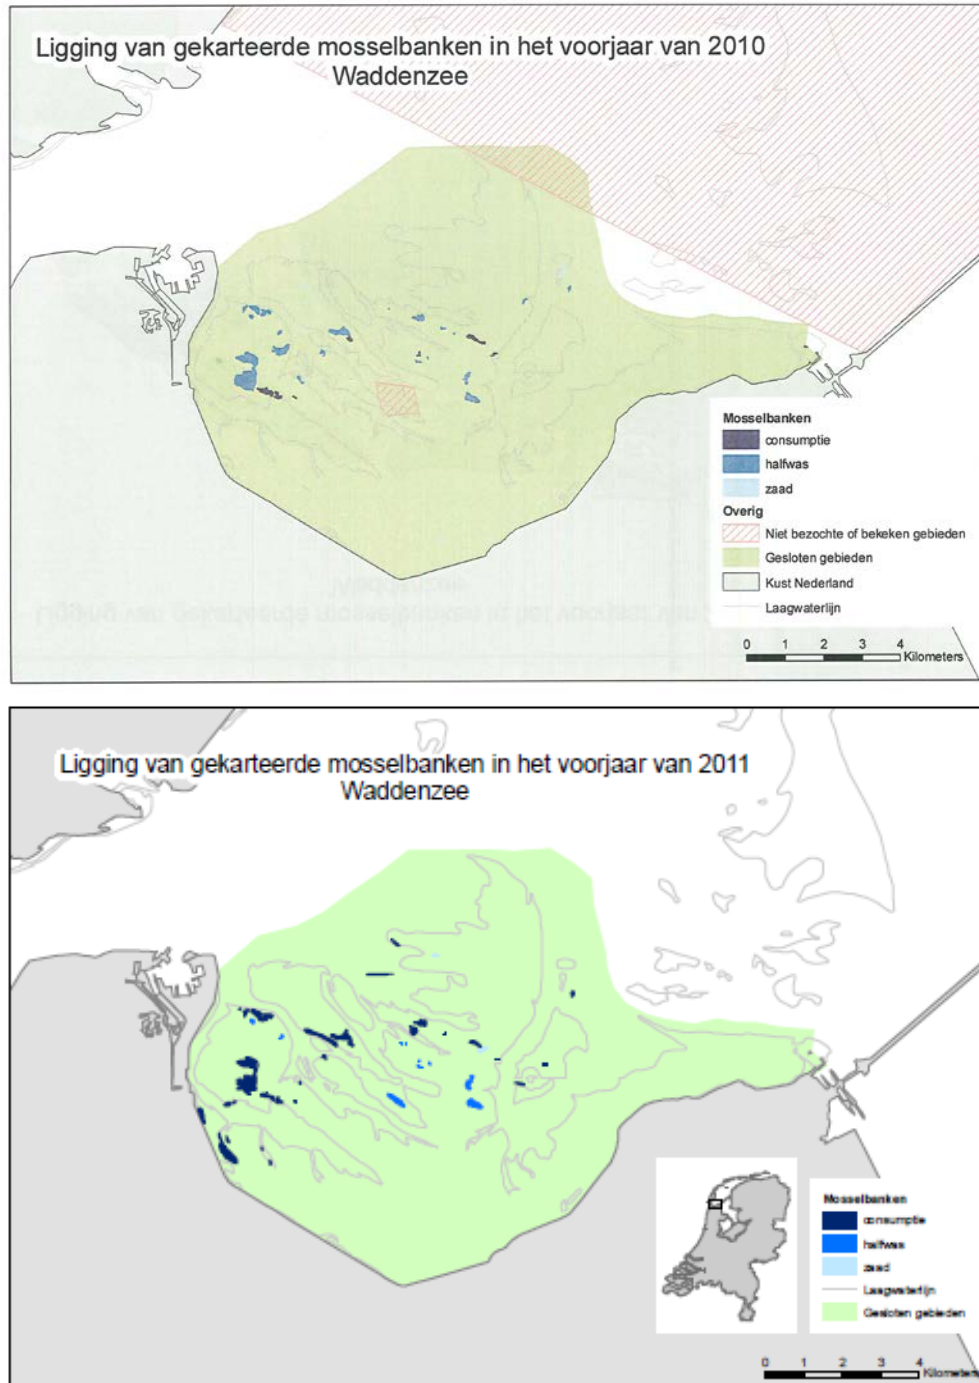 Ligging van gekarteerde mosselbanken in het voorjaar van 2010
Waddenzee
Mosselbanken
consumptie
halfwas
zaad
Overig
Niet bezochte of bekeken gebieden
Gesloten gebieden
Kust Nederland
Laagwaterlijn
0 1 2 3 4
Kilometers
Ligging van gekarteerde mosselbanken in het voorjaar van 2011
Waddenzee
Mosselbanken
consumptie
halfwas
zaad
Laagwaterlijn
Gesloten gebieden
0 1 2 3 4
Kilometers